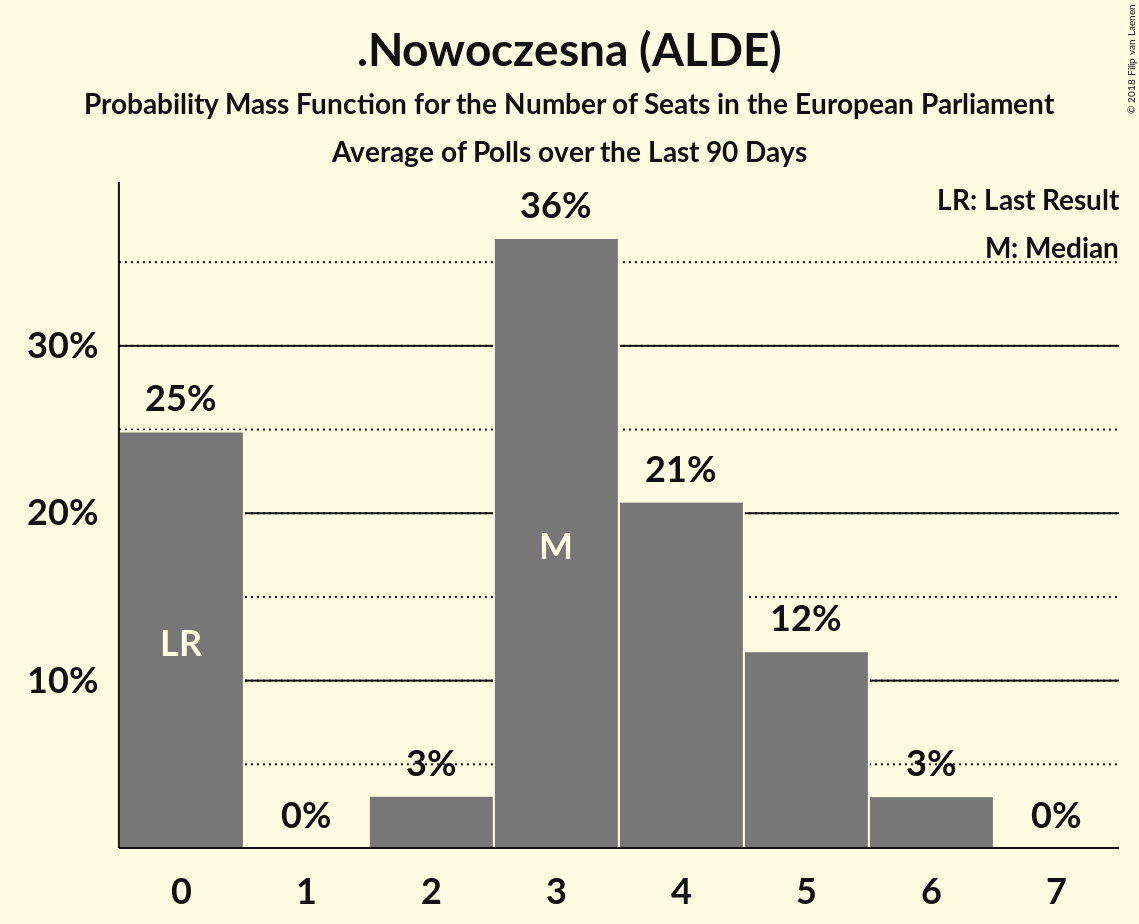 .Nowoczesna (ALDE)
Probability Mass Function for the Number of Seats in the European Parliament
Average of Polls over the Last 90 Days
© 2018 Filip van Laenen
LR: Last Result
M: Median
36%
30%
25%
21%
20%
M
12%
LR
10%
3%
3%
0%
0%
0 1 2 3 4 5 6 7